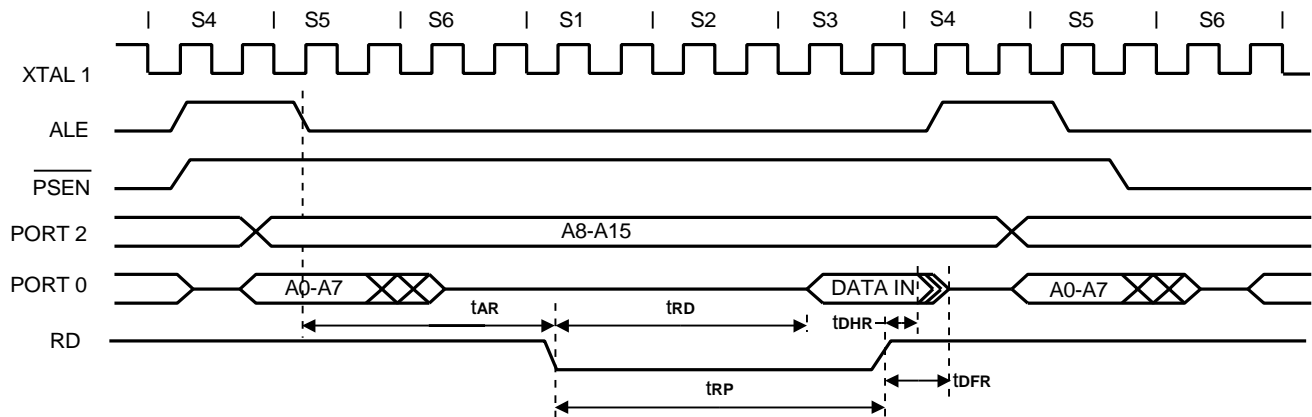 S4 S5 S6 S1 S2 S3 S4 S5 S6
XTAL 1
ALE
PSEN
PORT 2 A8-A15
PORT 0 A0-A7 DATA IN A0-A7
tAR tRD tDHR
RD
tRP tDFR